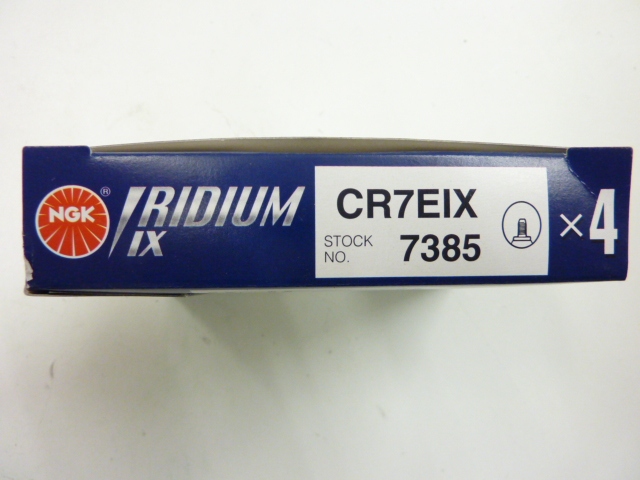 NGK
®
IRIDIUM
IX
CR7EIX
STOCK
NO. 7385
×4